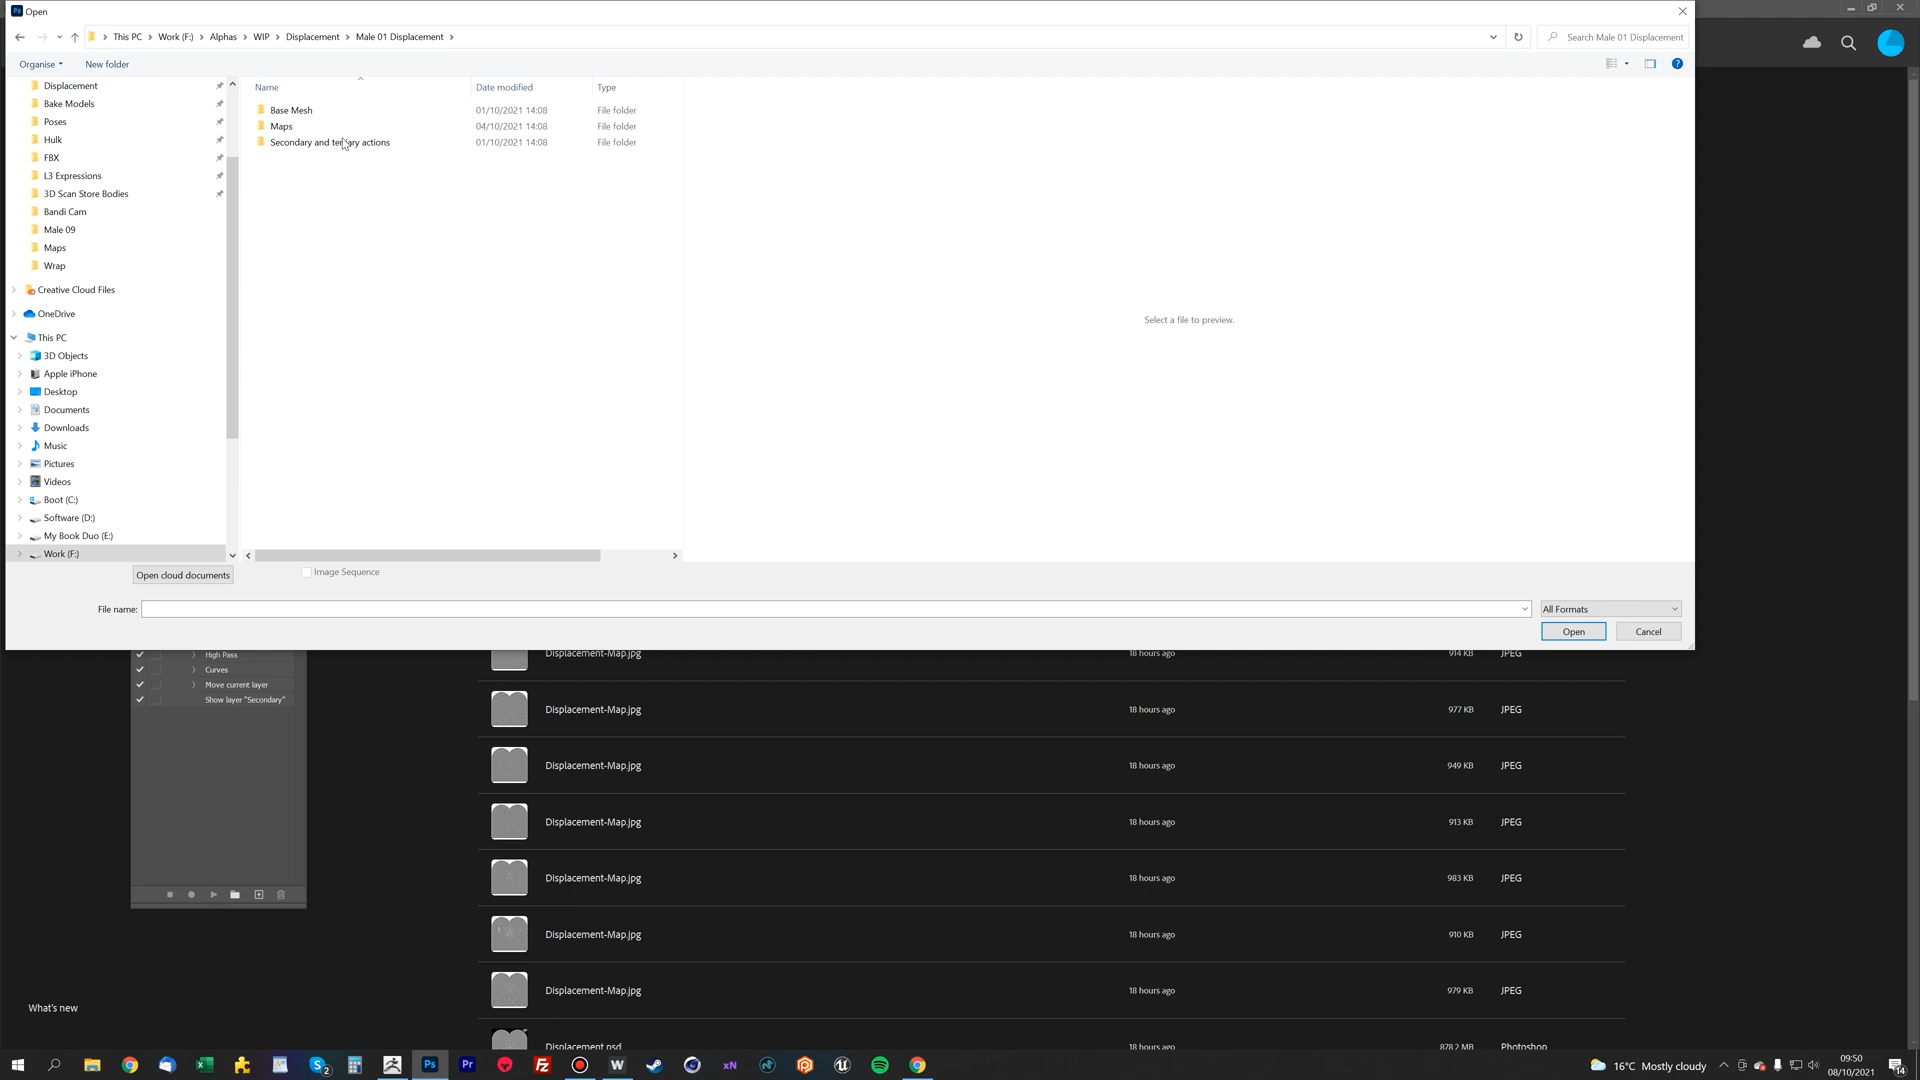 Ps Open
This PC > Work (F:) > Alphas > WIP > Displacement > Male 01 Displacement >
Search Male 01 Displacement
Organise
New folder
Displacement
Bake Models
Poses
Hulk
FBX
L3 Expressions
3D Scan Store Bodies
Bandi Cam
Male 09
Maps
Wrap
Creative Cloud Files
OneDrive
This PC
3D Objects
Apple iPhone
Desktop
Documents
Downloads
Music
Pictures
Videos
Boot (C:)
Software (D:)
My Book Duo (E:)
Work (F:)
Name Date modified Type
Base Mesh 01/10/2021 14:08 File folder
Maps 04/10/2021 14:08 File folder
Secondary and tertiary actions 01/10/2021 14:08 File folder
Select a file to preview.
Open cloud documents
Image Sequence
File name:
All Formats
Open
Cancel
High Pass
Curves
Move current layer
Show layer "Secondary"
Displacement-Map.jpg 18 hours ago 914 KB JPEG
Displacement-Map.jpg 18 hours ago 977 KB JPEG
Displacement-Map.jpg 18 hours ago 949 KB JPEG
Displacement-Map.jpg 18 hours ago 913 KB JPEG
Displacement-Map.jpg 18 hours ago 983 KB JPEG
Displacement-Map.jpg 18 hours ago 910 KB JPEG
Displacement-Map.jpg 18 hours ago 979 KB JPEG
Displacement.psd 18 hours ago 878.2 MB Photoshop
What's new
16°C Mostly cloudy
09:50
08/10/2021